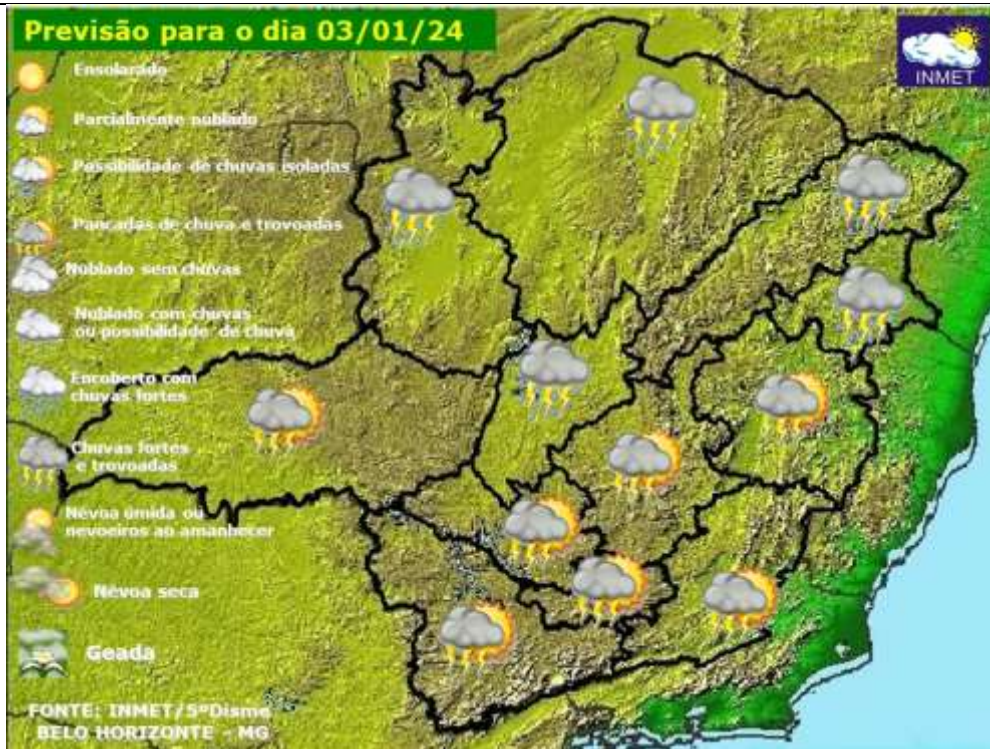 Previsão para o dia 03/01/24
INMET
Ensolarado
Parcialmente nublado
Possibilidade de chuvas isoladas
Pancadas de chuva e trovoadas
Nublado sem chuvas
Nublado com chuvas
ou possibilidade de chuva
Encoberto com
chuvas fortes
Chuvas fortes
e trovoadas
Névoa úmida ou
nevoeiros ao amanhecer
Névoa seca
Geada
FONTE: INMET/5ºDisme
BELO HORIZONTE - MG